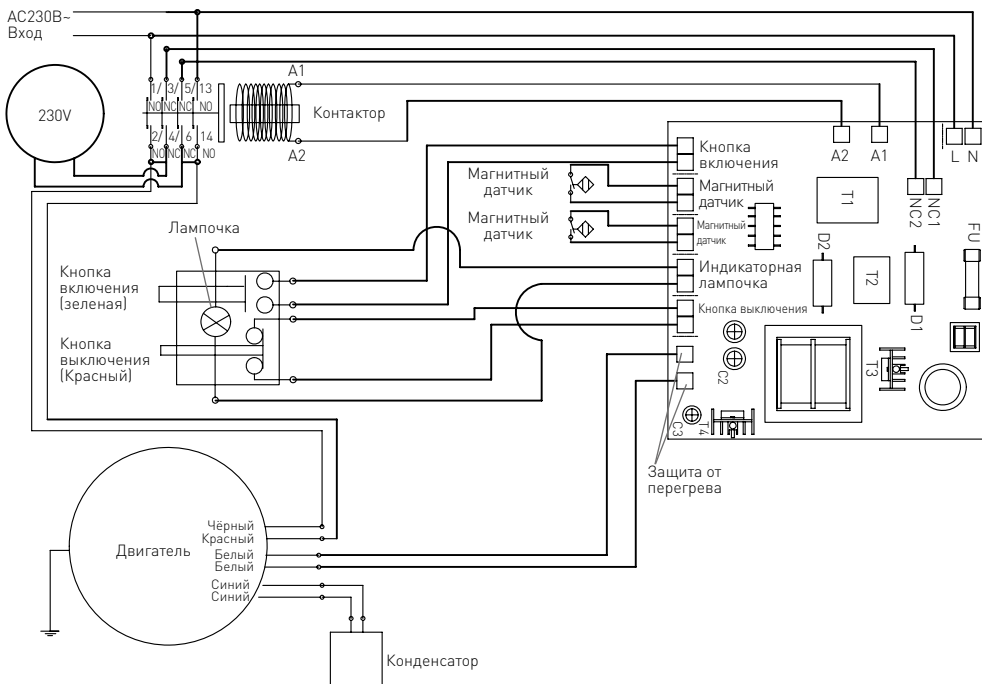 AC230В~
Вход
230V
1/ 3/ 5/ 13
NO NC NC NO
2/ 4/ 6 14
NO NC NC NO
A1
Контактор
A2
A2 A1
L N
NC2 NC1
FU
Кнопка
включения
Магнитный
датчик
Магнитный
датчик
Магнитный
датчик
Магнитный
датчик
T1
D2
T2
D1
Лампочка
Индикаторная
лампочка
Кнопка
включения
(зеленая)
Кнопка выключения
Кнопка
выключения
(Красный)
C2
T3
C3
T4
Защита от
перегрева
Двигатель
Чёрный
Красный
Белый
Белый
Синий
Синий
Конденсатор